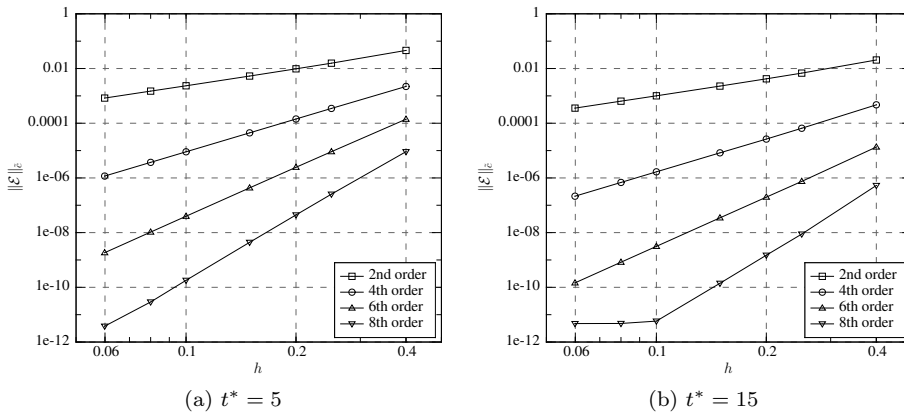 1
0.01
0.0001
1e-06
1e-08
1e-10
1e-12
‖ℰ‖c̃
0.06 0.1 0.2 0.4
h
2nd order
4th order
6th order
8th order
(a) t* = 5
1
0.01
0.0001
1e-06
1e-08
1e-10
1e-12
‖ℰ‖c̃
0.06 0.1 0.2 0.4
h
2nd order
4th order
6th order
8th order
(b) t* = 15